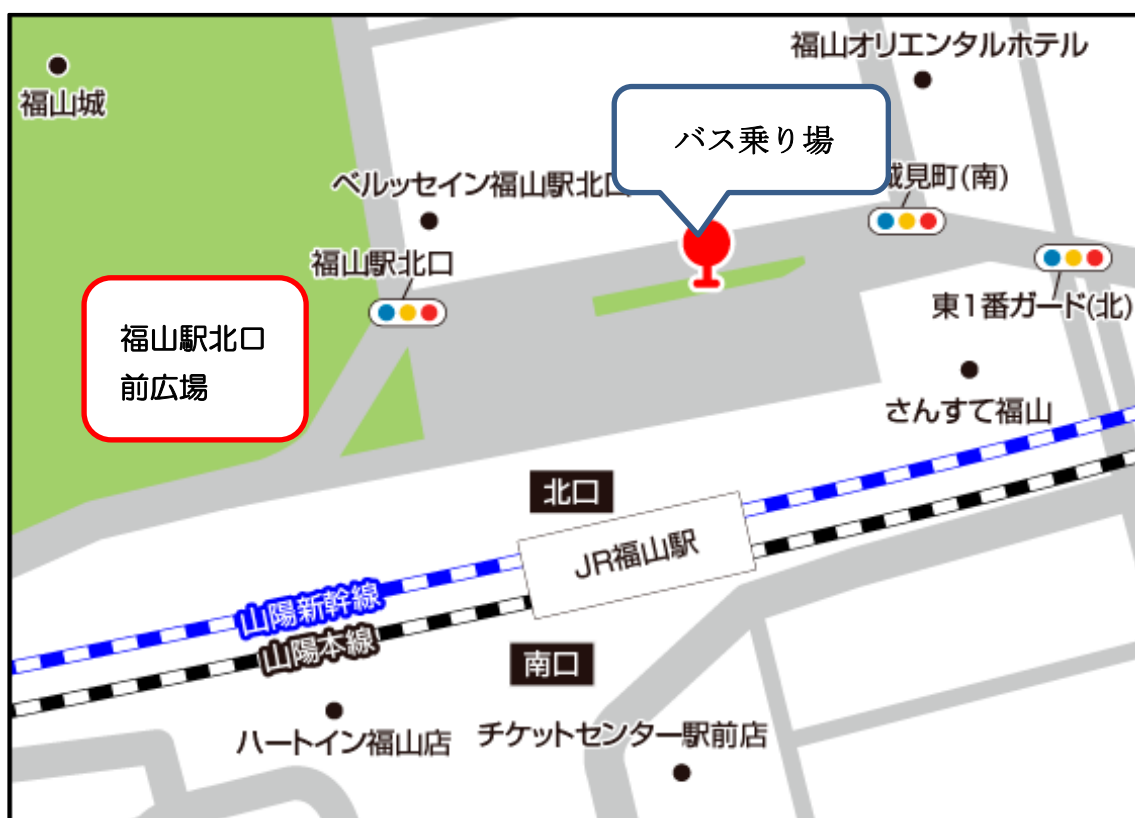 福山オリエンタルホテル
福山城
バス乗り場
城見町(南)
ベルッセイン福山駅北口
福山駅北口
東1番ガード(北)
福山駅北口
前広場
さんすて福山
北口
JR福山駅
山陽新幹線
山陽本線
南口
ハートイン福山店
チケットセンター駅前店